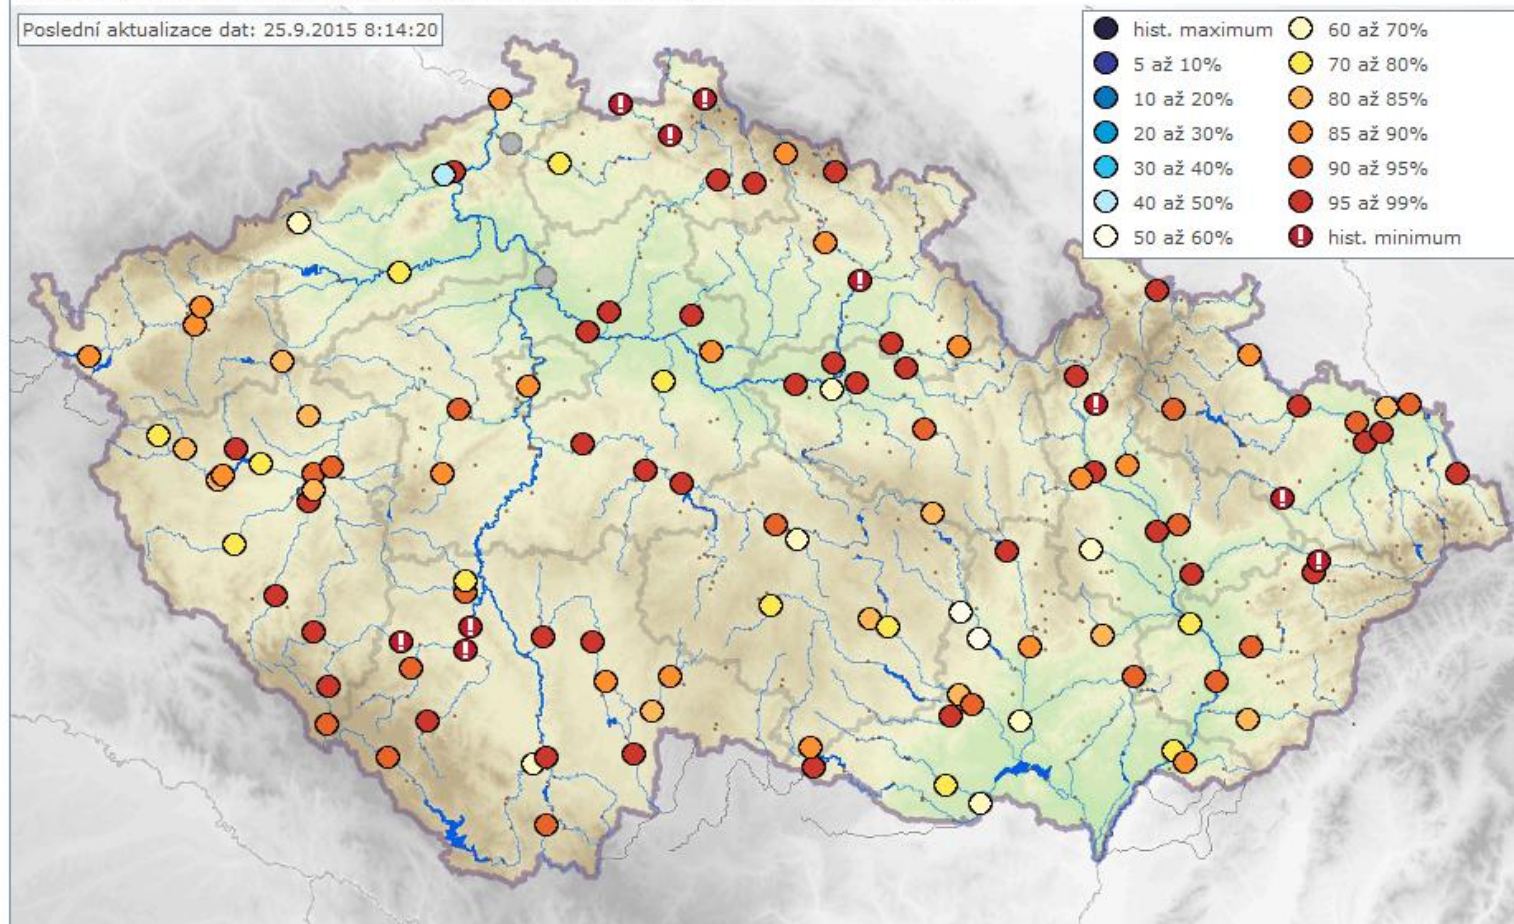 Poslední aktualizace dat: 25.9.2015 8:14:20
hist. maximum
5 až 10%
10 až 20%
20 až 30%
30 až 40%
40 až 50%
50 až 60%
60 až 70%
70 až 80%
80 až 85%
85 až 90%
90 až 95%
95 až 99%
hist. minimum